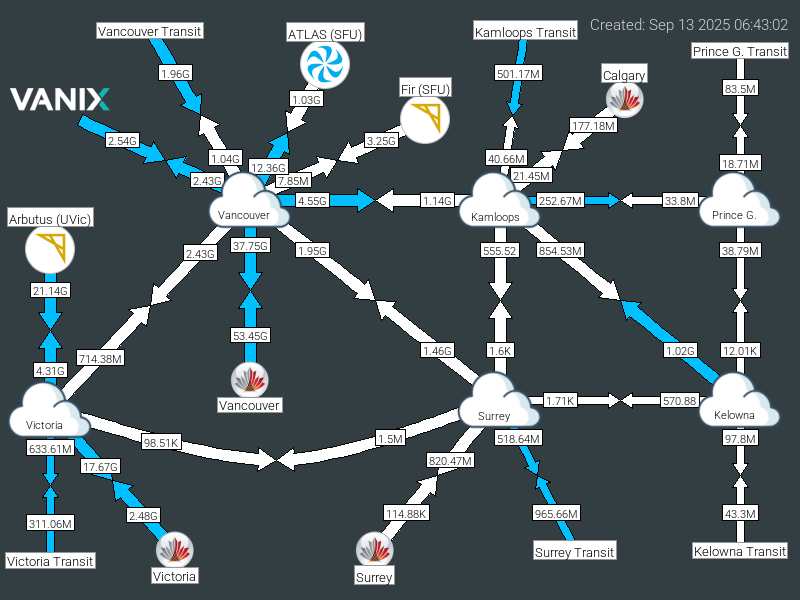 Created: Sep 13 2025 06:43:02
Vancouver Transit
ATLAS (SFU)
Kamloops Transit
Prince G. Transit
1.96G
501.17M
Calgary
83.5M
Fir (SFU)
VANIX
1.03G
177.18M
2.54G
3.25G
1.04G
40.66M
18.71M
12.36G
7.85M
21.45M
2.43G
4.55G
1.14G
252.67M
33.8M
Vancouver
Kamloops
Prince G.
Arbutus (UVic)
2.43G
37.75G
1.95G
555.52
854.53M
38.79M
21.14G
53.45G
714.38M
1.46G
1.6K
1.02G
12.01K
4.31G
Vancouver
1.71K
570.88
Victoria
Surrey
Kelowna
633.61M
98.51K
1.5M
518.64M
97.8M
17.67G
820.47M
311.06M
2.48G
114.88K
965.66M
43.3M
Victoria Transit
Victoria
Surrey
Surrey Transit
Kelowna Transit